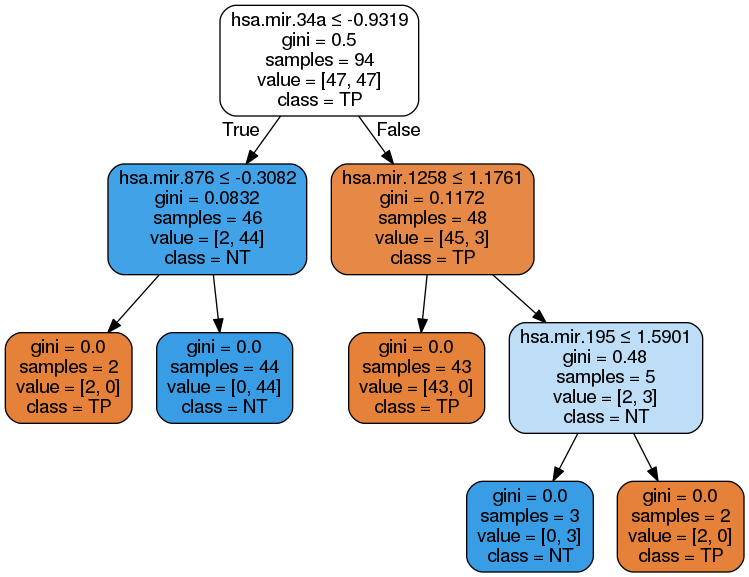 hsa.mir.34a ≤ -0.9319
gini = 0.5
samples = 94
value = [47, 47]
class = TP
True
False
hsa.mir.876 ≤ -0.3082
gini = 0.0832
samples = 46
value = [2, 44]
class = NT
hsa.mir.1258 ≤ 1.1761
gini = 0.1172
samples = 48
value = [45, 3]
class = TP
gini = 0.0
samples = 2
value = [2, 0]
class = TP
gini = 0.0
samples = 44
value = [0, 44]
class = NT
gini = 0.0
samples = 43
value = [43, 0]
class = TP
hsa.mir.195 ≤ 1.5901
gini = 0.48
samples = 5
value = [2, 3]
class = NT
gini = 0.0
samples = 3
value = [0, 3]
class = NT
gini = 0.0
samples = 2
value = [2, 0]
class = TP